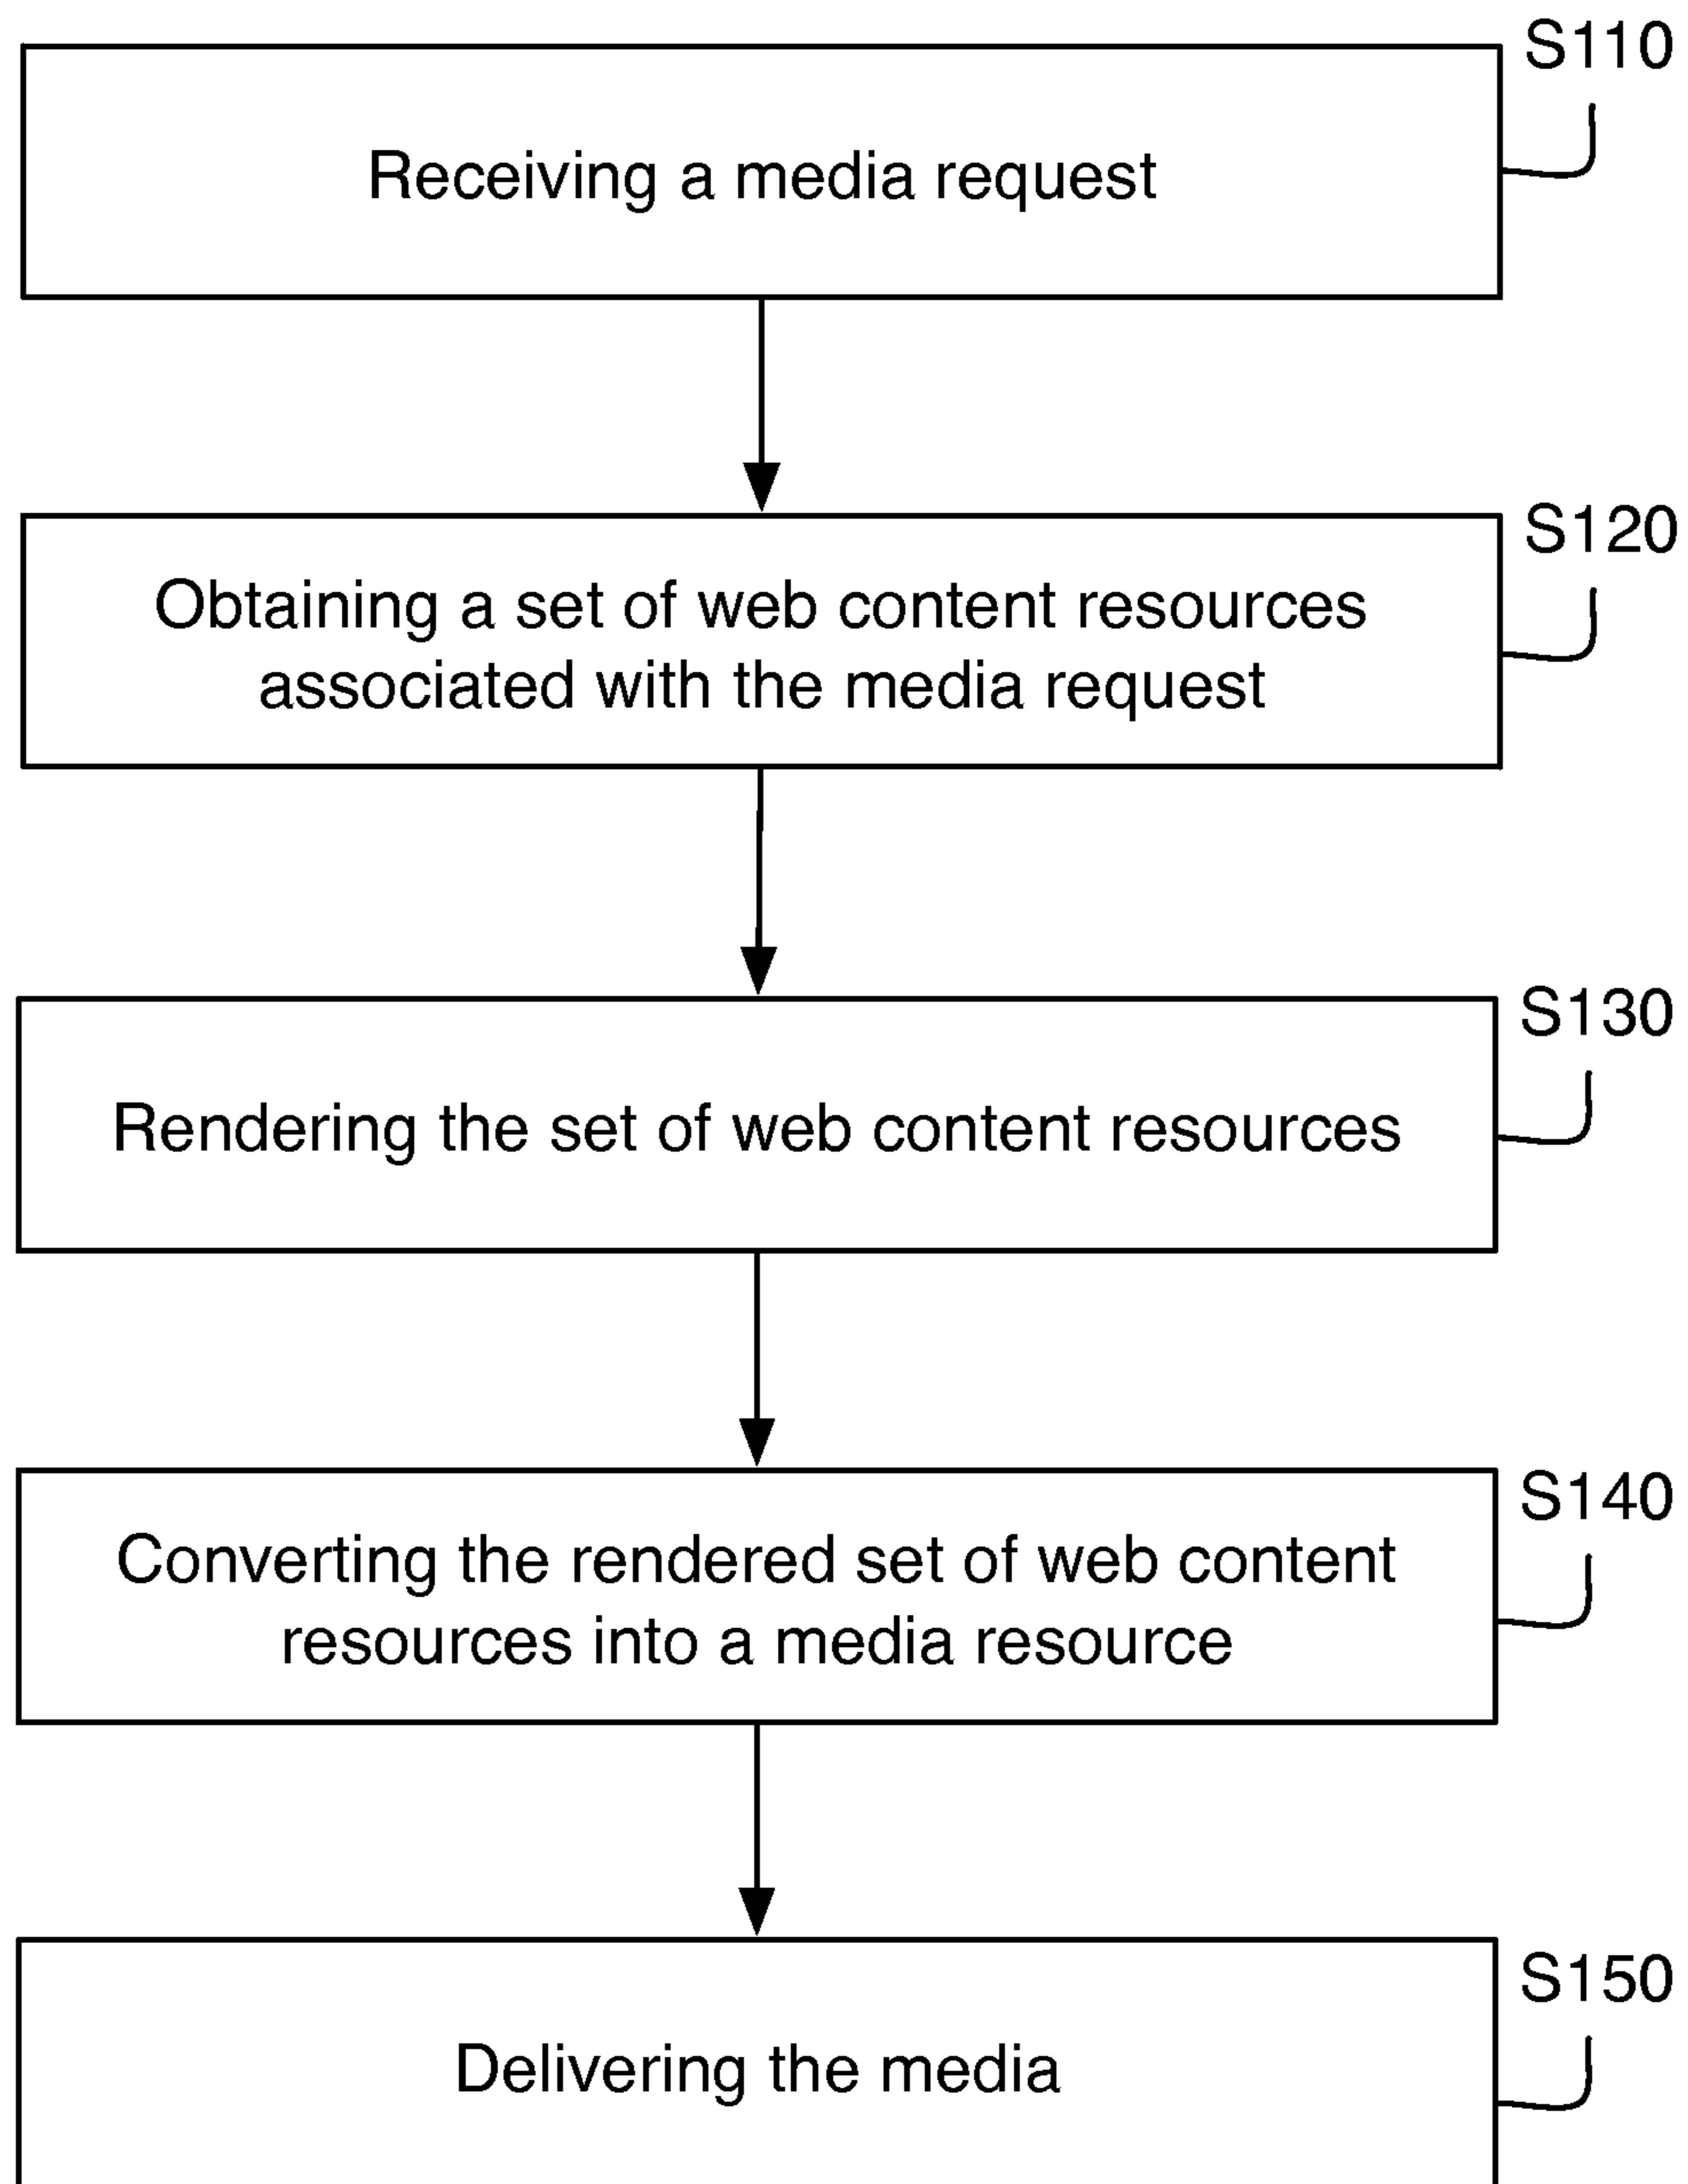 S110
Receiving a media request
S120
Obtaining a set of web content resources
associated with the media request
S130
Rendering the set of web content resources
S140
Converting the rendered set of web content
resources into a media resource
S150
Delivering the media